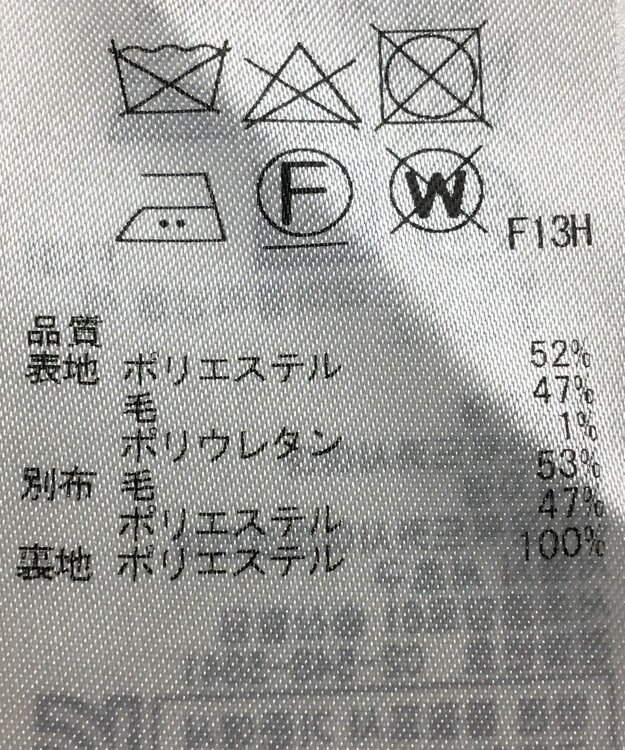 F W F13H
品質
表地 ポリエステル 52%
毛 47%
ポリウレタン 1%
別布 毛 53%
ポリエステル 47%
裏地 ポリエステル 100%